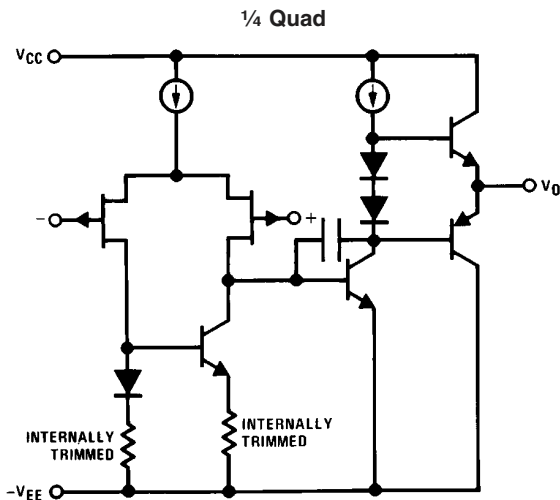 ¼ Quad
VCC
−
+
VO
INTERNALLY
TRIMMED
INTERNALLY
TRIMMED
−VEE